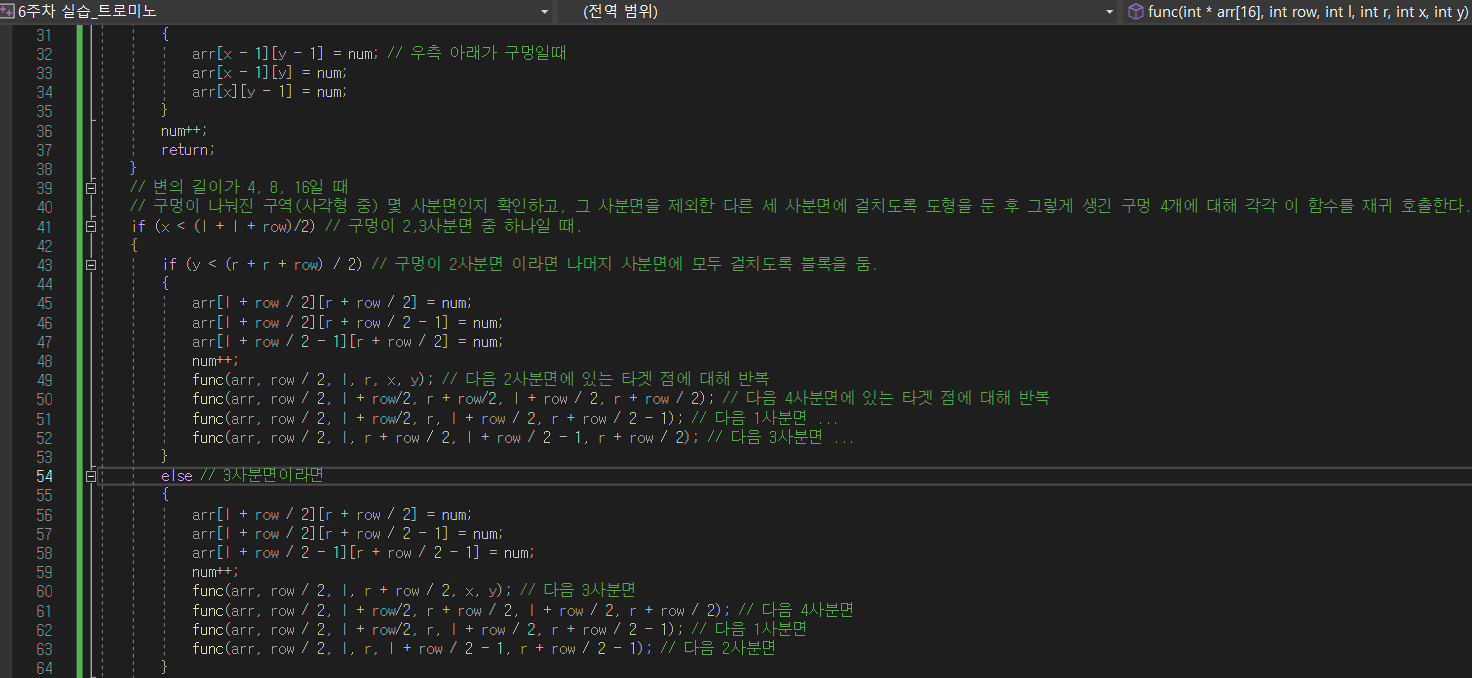 6주차 실습_트로미노 (전역 범위) func(int * arr[16], int row, int l, int r, int x, int y)
31 {
32 arr[x - 1][y - 1] = num; // 우측 아래가 구멍일때
33 arr[x - 1][y] = num;
34 arr[x][y - 1] = num;
35 }
36 num++;
37 return;
38 }
39 // 변의 길이가 4, 8, 16일 때
40 // 구멍이 나눠진 구역(사각형 중) 몇 사분면인지 확인하고, 그 사분면을 제외한 다른 세 사분면에 걸치도록 도형을 둔 후 그렇게 생긴 구멍 4개에 대해 각각 이 함수를 재귀 호출한다.
41 if (x < (l + l + row)/2) // 구멍이 2,3사분면 중 하나일 때.
42 {
43 if (y < (r + r + row) / 2) // 구멍이 2사분면 이라면 나머지 사분면에 모두 걸치도록 블록을 둠.
44 {
45 arr[l + row / 2][r + row / 2] = num;
46 arr[l + row / 2][r + row / 2 - 1] = num;
47 arr[l + row / 2 - 1][r + row / 2] = num;
48 num++;
49 func(arr, row / 2, l, r, x, y); // 다음 2사분면에 있는 타겟 점에 대해 반복
50 func(arr, row / 2, l + row/2, r + row/2, l + row / 2, r + row / 2); // 다음 4사분면에 있는 타겟 점에 대해 반복
51 func(arr, row / 2, l + row/2, r, l + row / 2, r + row / 2 - 1); // 다음 1사분면 ...
52 func(arr, row / 2, l, r + row / 2, l + row / 2 - 1, r + row / 2); // 다음 3사분면 ...
53 }
54 else // 3사분면이라면
55 {
56 arr[l + row / 2][r + row / 2] = num;
57 arr[l + row / 2][r + row / 2 - 1] = num;
58 arr[l + row / 2 - 1][r + row / 2 - 1] = num;
59 num++;
60 func(arr, row / 2, l, r + row / 2, x, y); // 다음 3사분면
61 func(arr, row / 2, l + row/2, r + row / 2, l + row / 2, r + row / 2); // 다음 4사분면
62 func(arr, row / 2, l + row/2, r, l + row / 2, r + row / 2 - 1); // 다음 1사분면
63 func(arr, row / 2, l, r, l + row / 2 - 1, r + row / 2 - 1); // 다음 2사분면
64 }